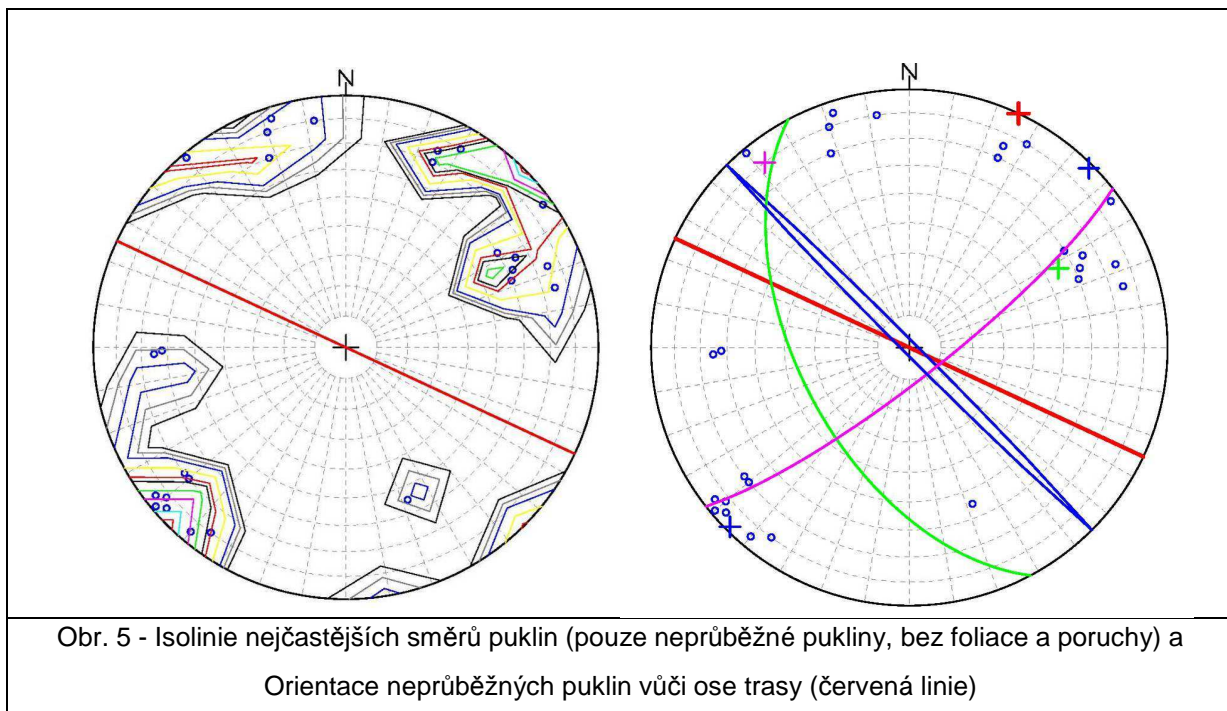 N
N
Obr. 5 - Isolinie nejčastějších směrů puklin (pouze neprůběžné pukliny, bez foliace a poruchy) a
Orientace neprůběžných puklin vůči ose trasy (červená linie)